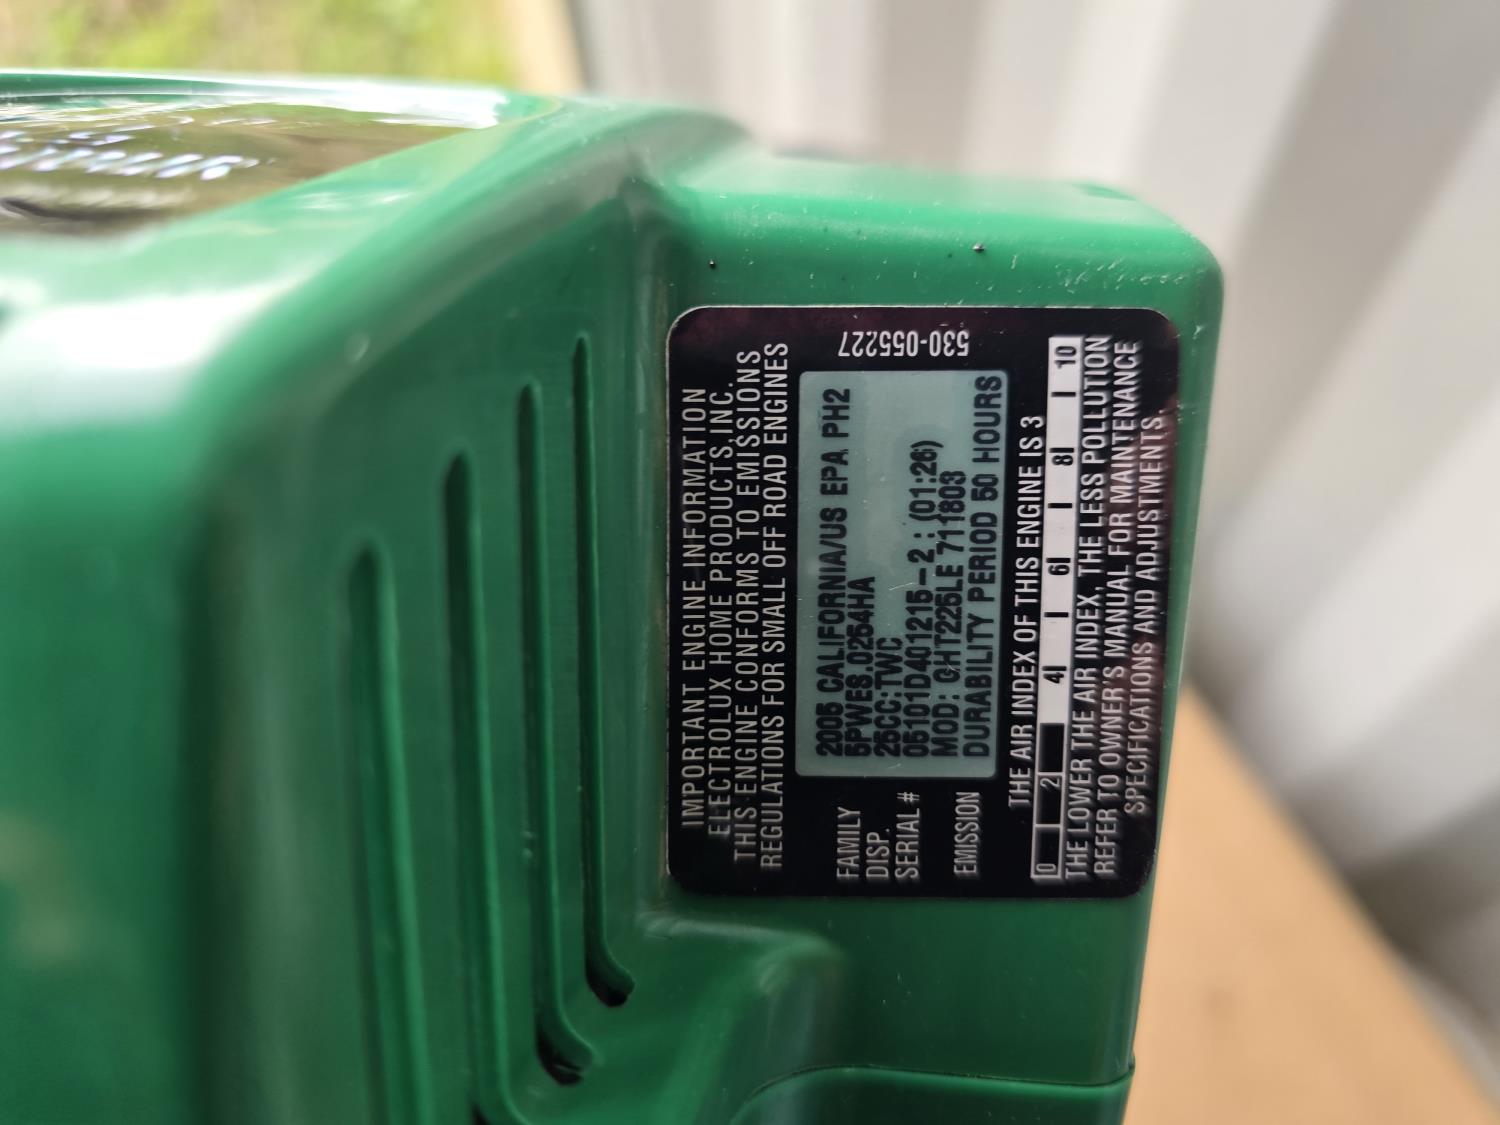 IMPORTANT ENGINE INFORMATION
ELECTROLUX HOME PRODUCTS, INC.
THIS ENGINE CONFORMS TO EMISSIONS
REGULATIONS FOR SMALL OFF ROAD ENGINES
530-055227
2005 CALIFORNIA/US EPA PH2
FAMILY 5PWES.0254HA
DISP. 25CC:TWC
SERIAL # 05101D401215-2 : (01:26)
MOD: GHT225LE 711803
EMISSION DURABILITY PERIOD 50 HOURS
THE AIR INDEX OF THIS ENGINE IS 3
0 2 4 6 8 10
THE LOWER THE AIR INDEX, THE LESS POLLUTION
REFER TO OWNER'S MANUAL FOR MAINTENANCE
SPECIFICATIONS AND ADJUSTMENTS.